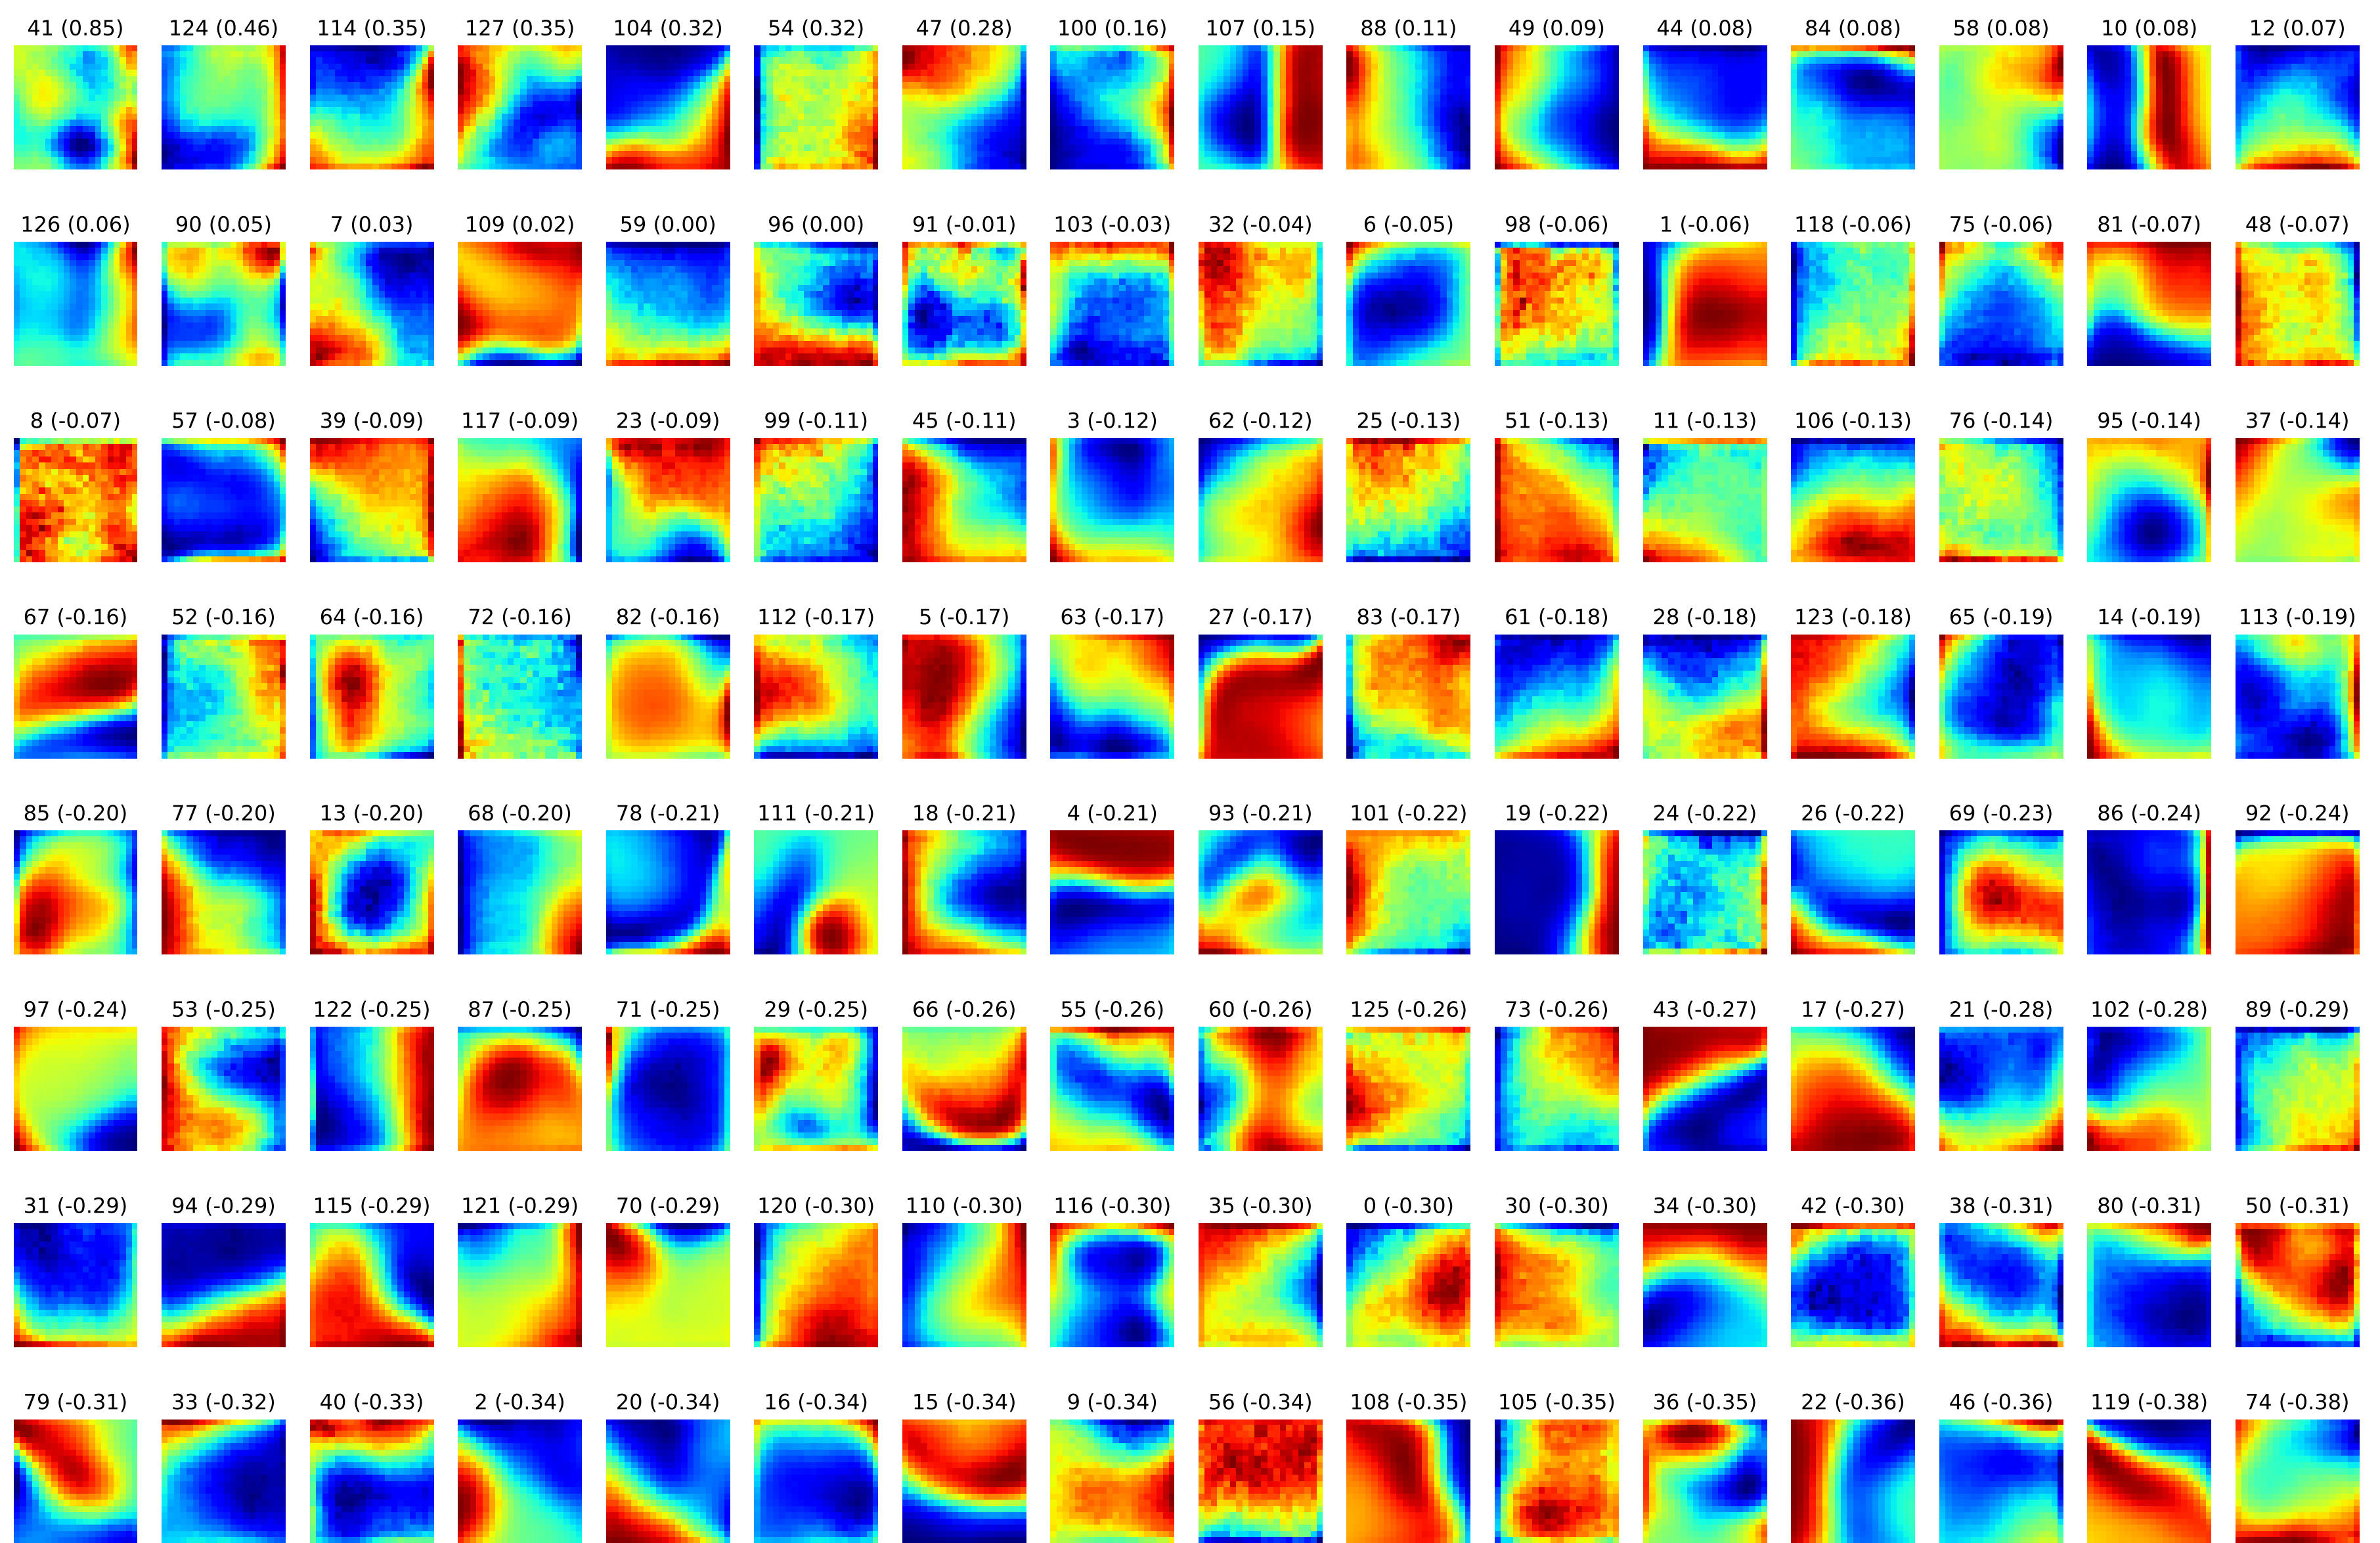 41 (0.85) 124 (0.46) 114 (0.35) 127 (0.35) 104 (0.32) 54 (0.32) 47 (0.28) 100 (0.16) 107 (0.15) 88 (0.11) 49 (0.09) 44 (0.08) 84 (0.08) 58 (0.08) 10 (0.08) 12 (0.07)
126 (0.06) 90 (0.05) 7 (0.03) 109 (0.02) 59 (0.00) 96 (0.00) 91 (-0.01) 103 (-0.03) 32 (-0.04) 6 (-0.05) 98 (-0.06) 1 (-0.06) 118 (-0.06) 75 (-0.06) 81 (-0.07) 48 (-0.07)
8 (-0.07) 57 (-0.08) 39 (-0.09) 117 (-0.09) 23 (-0.09) 99 (-0.11) 45 (-0.11) 3 (-0.12) 62 (-0.12) 25 (-0.13) 51 (-0.13) 11 (-0.13) 106 (-0.13) 76 (-0.14) 95 (-0.14) 37 (-0.14)
67 (-0.16) 52 (-0.16) 64 (-0.16) 72 (-0.16) 82 (-0.16) 112 (-0.17) 5 (-0.17) 63 (-0.17) 27 (-0.17) 83 (-0.17) 61 (-0.18) 28 (-0.18) 123 (-0.18) 65 (-0.19) 14 (-0.19) 113 (-0.19)
85 (-0.20) 77 (-0.20) 13 (-0.20) 68 (-0.20) 78 (-0.21) 111 (-0.21) 18 (-0.21) 4 (-0.21) 93 (-0.21) 101 (-0.22) 19 (-0.22) 24 (-0.22) 26 (-0.22) 69 (-0.23) 86 (-0.24) 92 (-0.24)
97 (-0.24) 53 (-0.25) 122 (-0.25) 87 (-0.25) 71 (-0.25) 29 (-0.25) 66 (-0.26) 55 (-0.26) 60 (-0.26) 125 (-0.26) 73 (-0.26) 43 (-0.27) 17 (-0.27) 21 (-0.28) 102 (-0.28) 89 (-0.29)
31 (-0.29) 94 (-0.29) 115 (-0.29) 121 (-0.29) 70 (-0.29) 120 (-0.30) 110 (-0.30) 116 (-0.30) 35 (-0.30) 0 (-0.30) 30 (-0.30) 34 (-0.30) 42 (-0.30) 38 (-0.31) 80 (-0.31) 50 (-0.31)
79 (-0.31) 33 (-0.32) 40 (-0.33) 2 (-0.34) 20 (-0.34) 16 (-0.34) 15 (-0.34) 9 (-0.34) 56 (-0.34) 108 (-0.35) 105 (-0.35) 36 (-0.35) 22 (-0.36) 46 (-0.36) 119 (-0.38) 74 (-0.38)